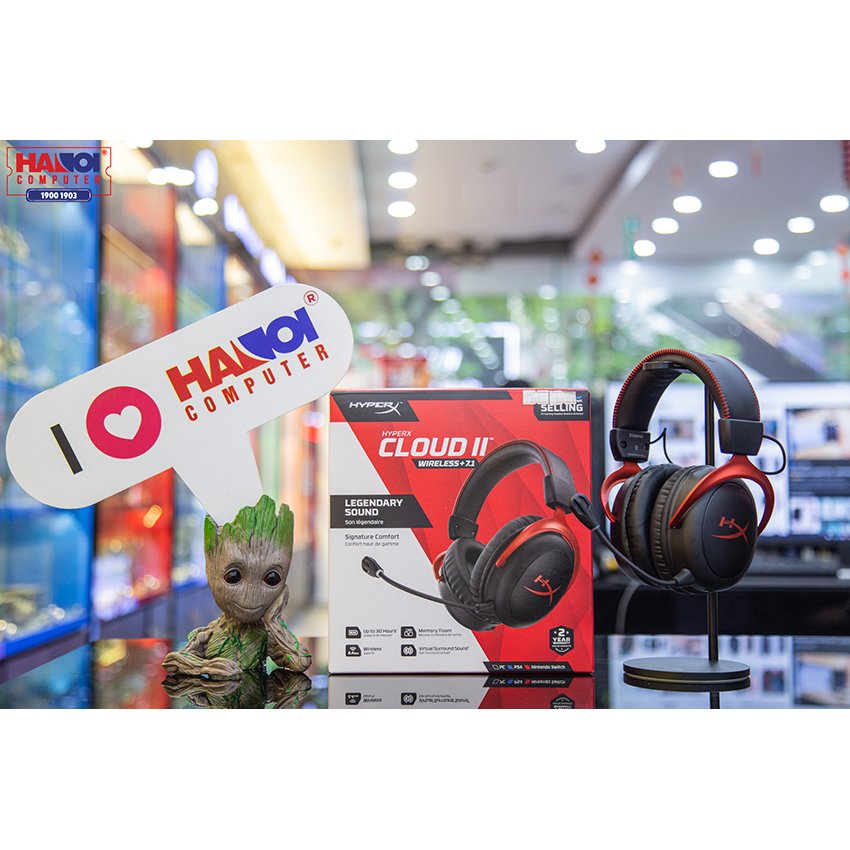 HANOI®
COMPUTER
1900 1903
I
HANOI®
COMPUTER
HYPERX
SELLING
HYPERX
CLOUD II™
WIRELESS+7.1
LEGENDARY
SOUND
Son légendaire
Signature Comfort
Confort haut de gamme
Up to 30 Hours
Memory Foam
Wireless
Virtual Surround Sound
2
YEAR
WARRANTY
PC PS4 Nintendo Switch